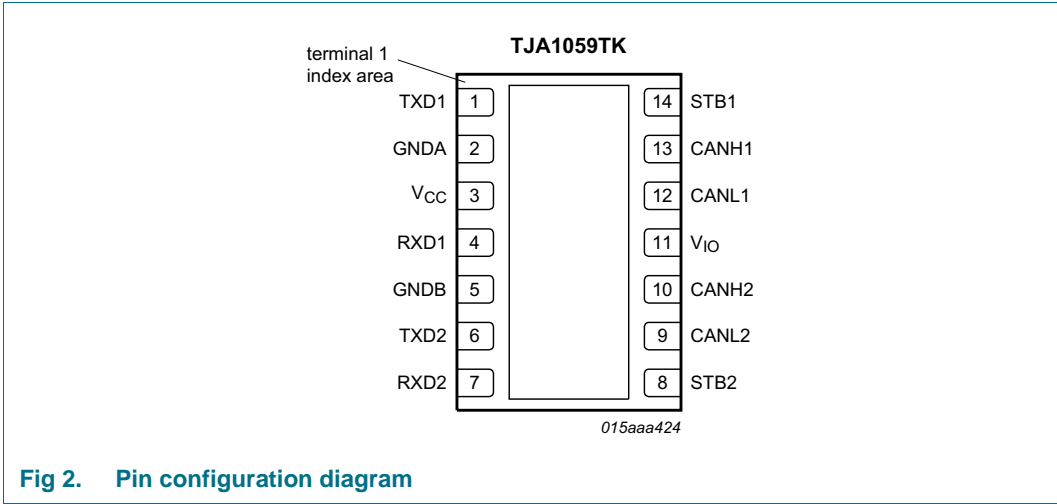 TJA1059TK
terminal 1
index area
TXD1 1
GNDA 2
VCC 3
RXD1 4
GNDB 5
TXD2 6
RXD2 7
14 STB1
13 CANH1
12 CANL1
11 VIO
10 CANH2
9 CANL2
8 STB2
015aaa424
Fig 2. Pin configuration diagram